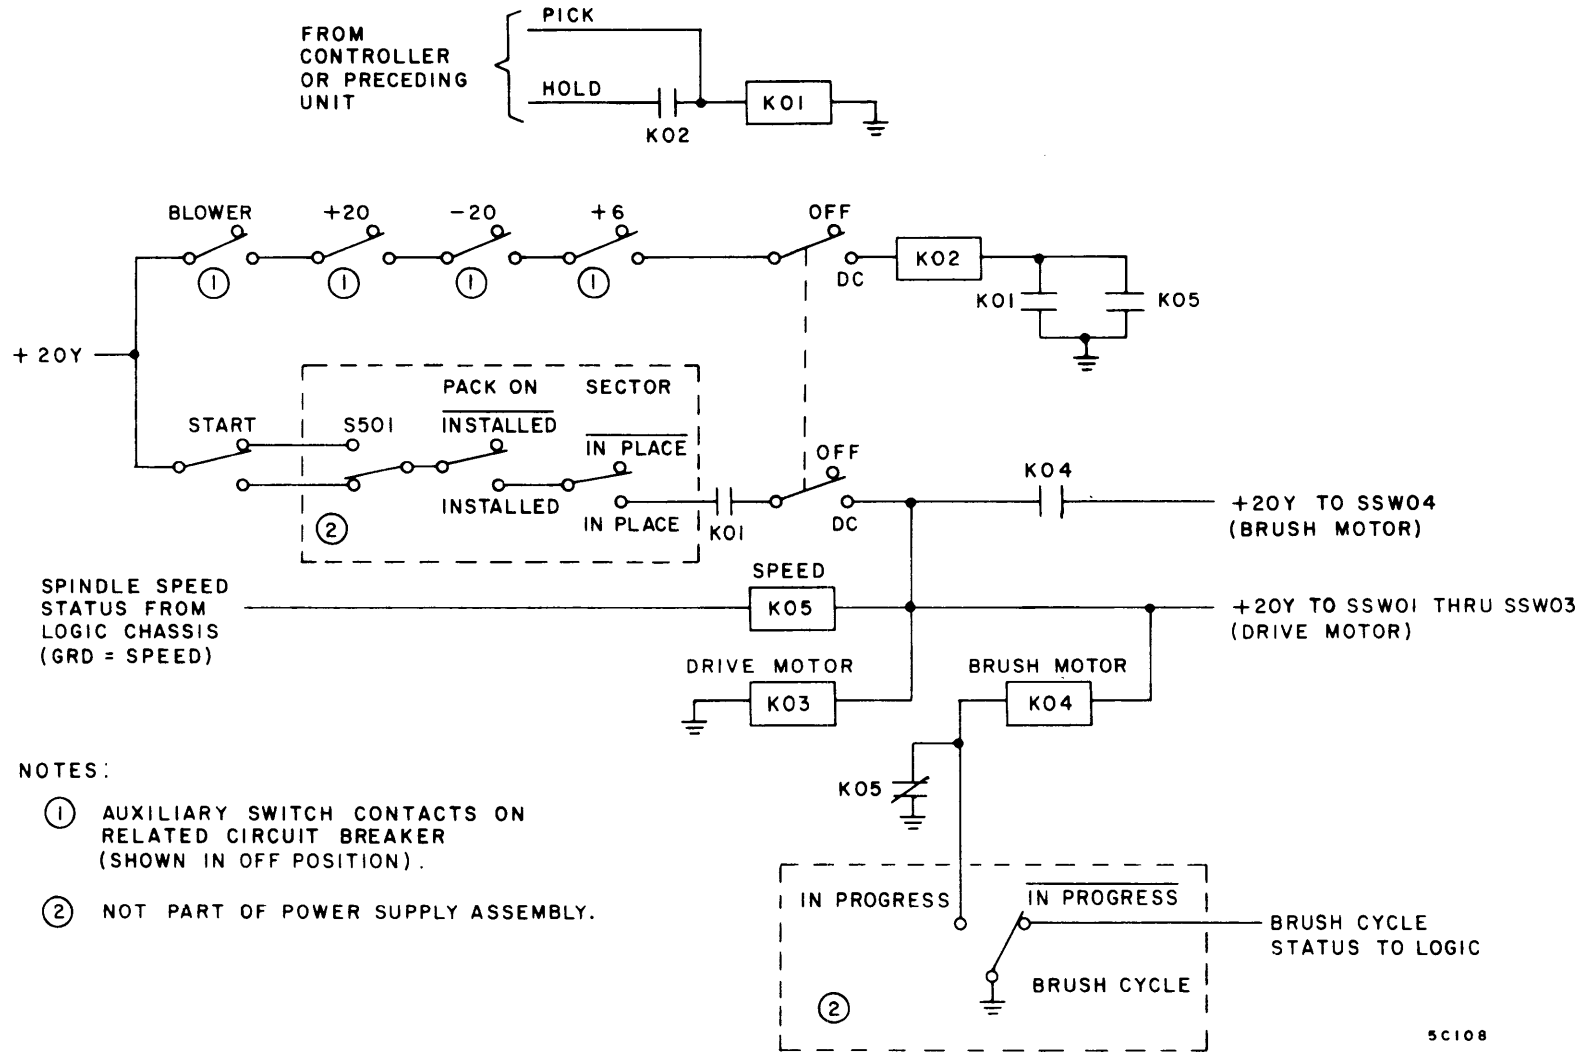 PICK
FROM
CONTROLLER
OR PRECEDING
UNIT
HOLD
K01
K02
BLOWER
+20
-20
+6
OFF
1
1
1
1
DC
K02
K01
K05
+ 20Y
PACK ON
SECTOR
START
S501
INSTALLED
IN PLACE
INSTALLED
IN PLACE
2
K01
OFF
DC
K04
+20Y TO SSW04
(BRUSH MOTOR)
SPINDLE SPEED
STATUS FROM
LOGIC CHASSIS
(GRD = SPEED)
SPEED
K05
+20Y TO SSW01 THRU SSW03
(DRIVE MOTOR)
DRIVE MOTOR
K03
BRUSH MOTOR
K04
K05
NOTES:
1 AUXILIARY SWITCH CONTACTS ON
RELATED CIRCUIT BREAKER
(SHOWN IN OFF POSITION).
2 NOT PART OF POWER SUPPLY ASSEMBLY.
IN PROGRESS
IN PROGRESS
BRUSH CYCLE
2
BRUSH CYCLE
STATUS TO LOGIC
5C108